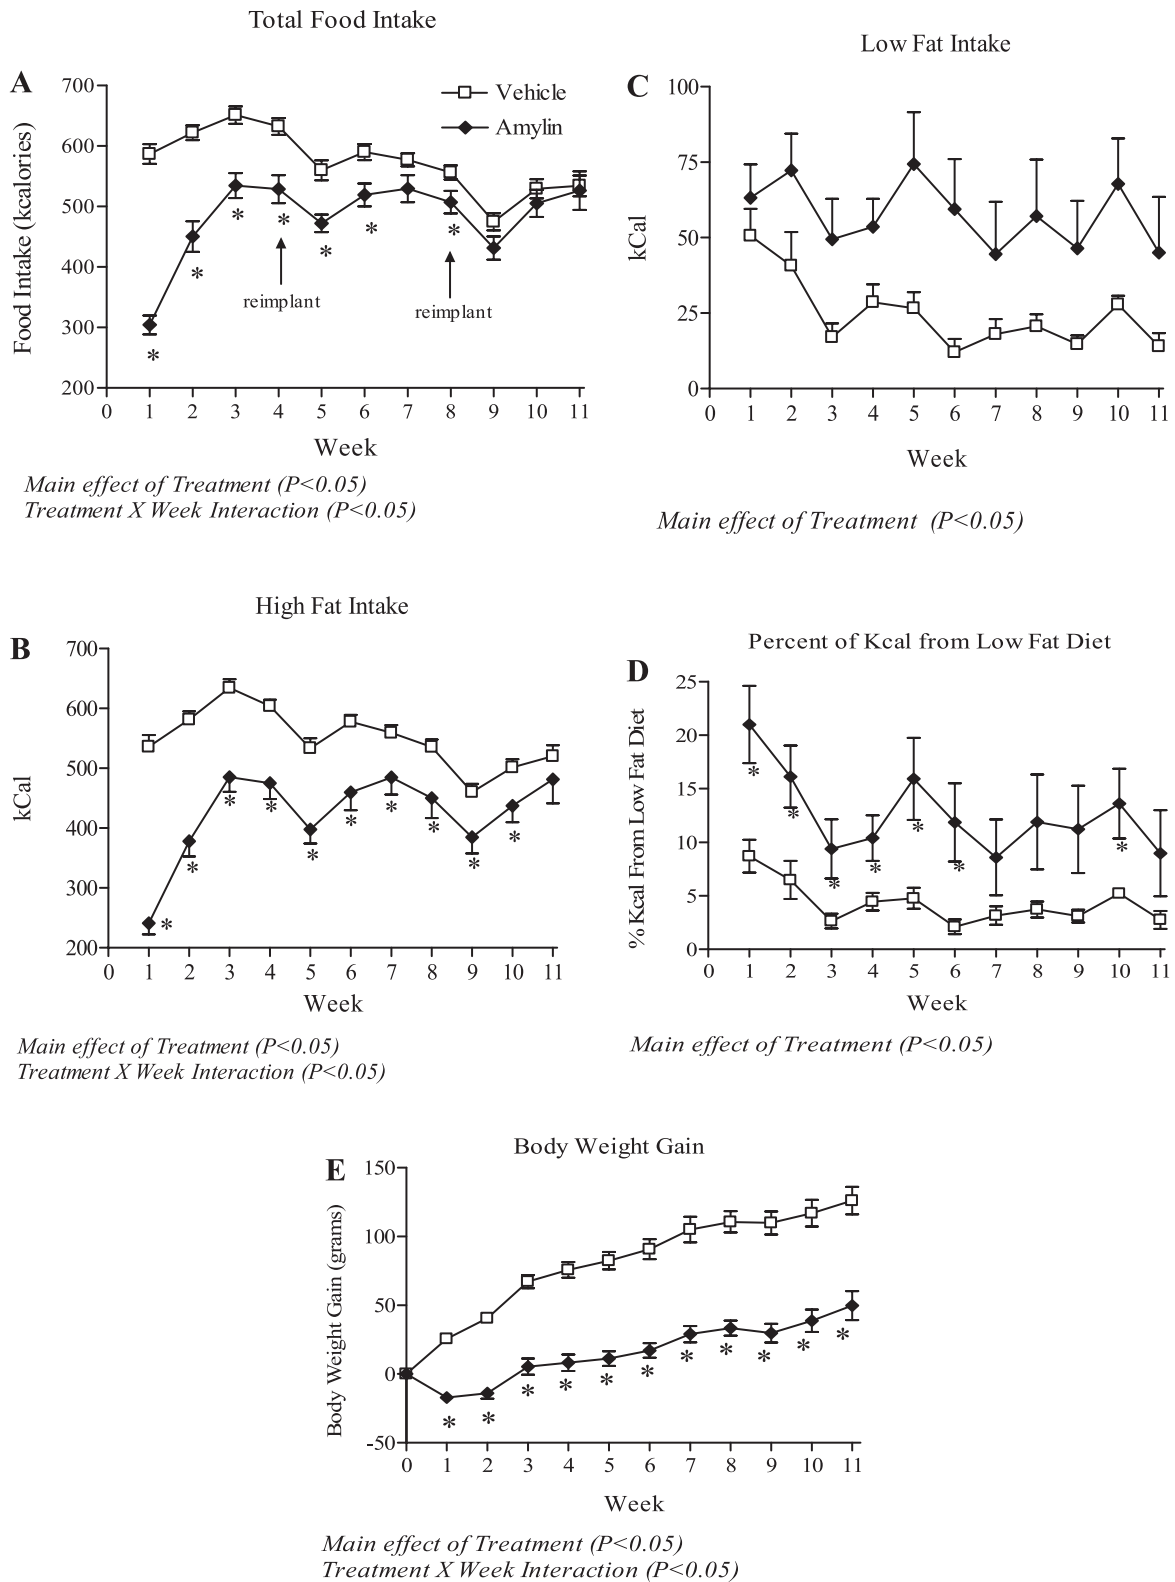 Total Food Intake
A
700
600
500
400
300
200
Food Intake (kcalories)
Vehicle
Amylin
* * * * * * * *
reimplant
reimplant
0 1 2 3 4 5 6 7 8 9 10 11
Week
Main effect of Treatment (P<0.05)
Treatment X Week Interaction (P<0.05)
Low Fat Intake
C
100
75
50
25
0
kCal
0 1 2 3 4 5 6 7 8 9 10 11
Week
Main effect of Treatment (P<0.05)
High Fat Intake
B
700
600
500
400
300
200
kCal
* * * * * * * * * *
0 1 2 3 4 5 6 7 8 9 10 11
Week
Main effect of Treatment (P<0.05)
Treatment X Week Interaction (P<0.05)
Percent of Kcal from Low Fat Diet
D
25
20
15
10
5
0
% Kcal From Low Fat Diet
* * * * * * *
0 1 2 3 4 5 6 7 8 9 10 11
Week
Main effect of Treatment (P<0.05)
Body Weight Gain
E
150
100
50
0
-50
Body Weight Gain (grams)
* * * * * * * * * * *
0 1 2 3 4 5 6 7 8 9 10 11
Week
Main effect of Treatment (P<0.05)
Treatment X Week Interaction (P<0.05)